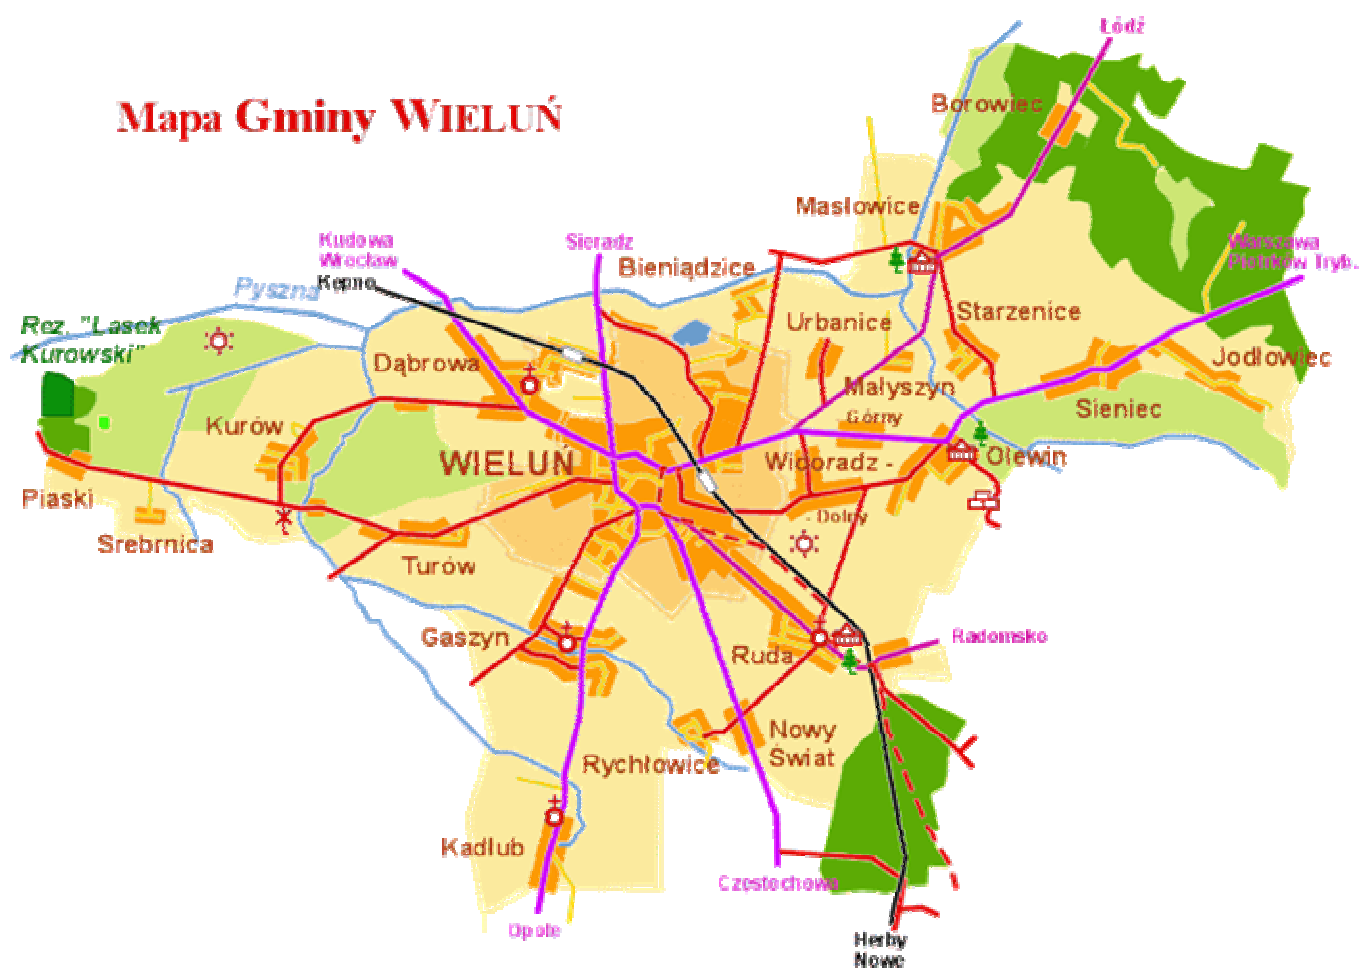 Łódź
Borowiec
Mapa Gminy WIELUŃ
Masłowice
Kudowa
Wrocław
Sieradz
Warszawa
Piotrków Tryb.
Bieniądzice
Kępno
Pyszna
Starzenice
Urbanice
Rez. "Lasek
Kurowski"
Jodłowiec
Dąbrowa
Małyszyn
Sieniec
Górny
Kurów
WIELUŃ
Widoradz -
Olewin
Piaski
- Dolny
Srebrnica
Turów
Gaszyn
Radomsko
Ruda
Nowy
Świat
Rychłowice
Kadłub
Częstochowa
Opole
Herby
Nowe